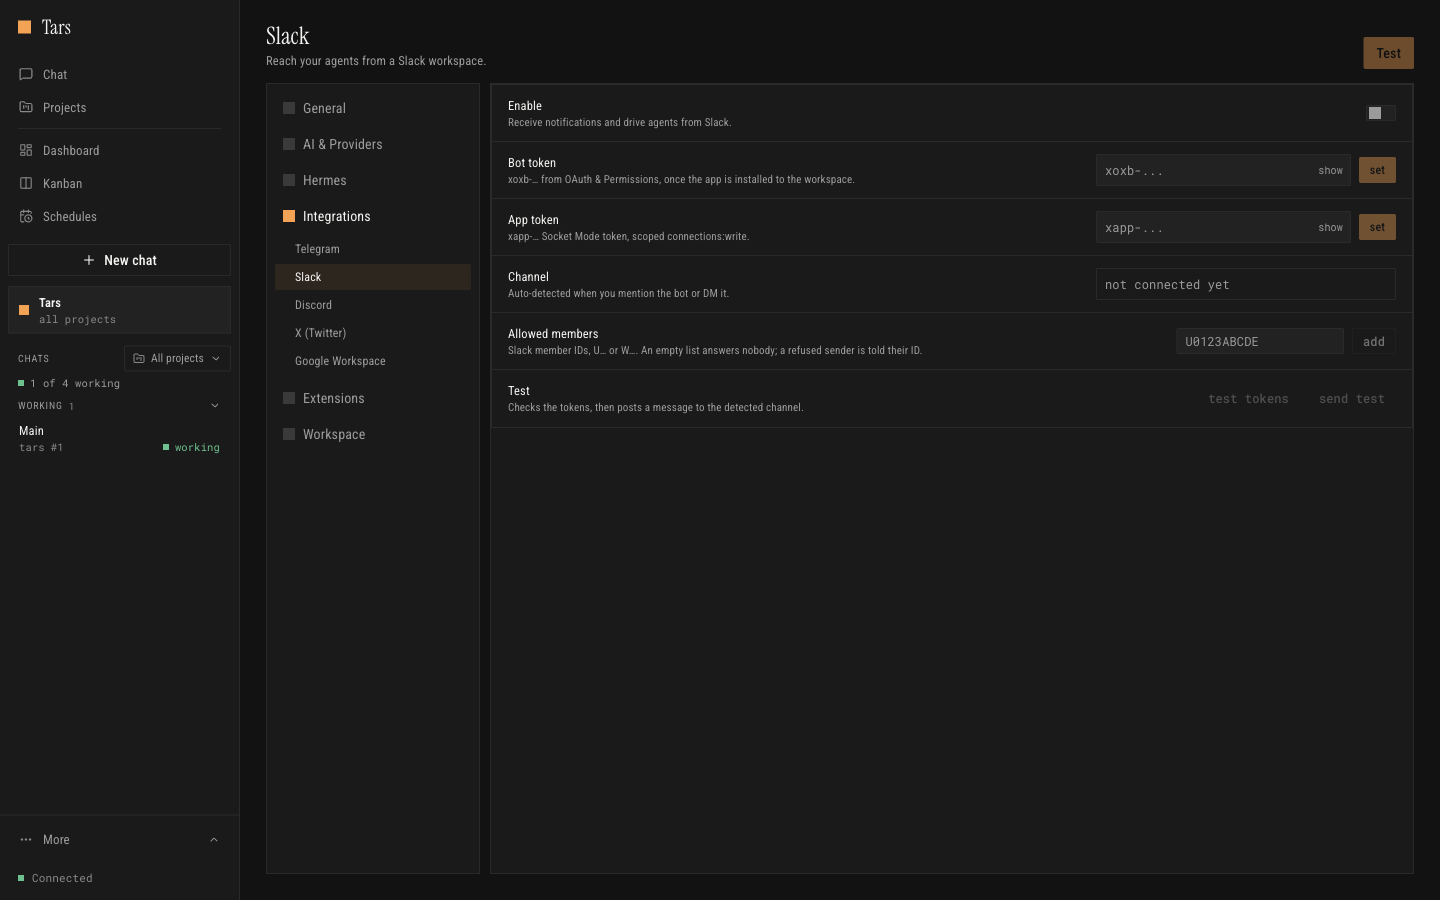 Tars
Chat
Projects
Dashboard
Kanban
Schedules
New chat
Tars
all projects
CHATS
All projects
1 of 4 working
WORKING 1
Main
tars #1
working
More
Connected
Slack
Reach your agents from a Slack workspace.
Test
General
AI & Providers
Hermes
Integrations
Telegram
Slack
Discord
X (Twitter)
Google Workspace
Extensions
Workspace
Enable
Receive notifications and drive agents from Slack.
Bot token
xoxb-… from OAuth & Permissions, once the app is installed to the workspace.
xoxb-... show set
App token
xapp-… Socket Mode token, scoped connections:write.
xapp-... show set
Channel
Auto-detected when you mention the bot or DM it.
not connected yet
Allowed members
Slack member IDs, U… or W…. An empty list answers nobody; a refused sender is told their ID.
U0123ABCDE add
Test
Checks the tokens, then posts a message to the detected channel.
test tokens send test